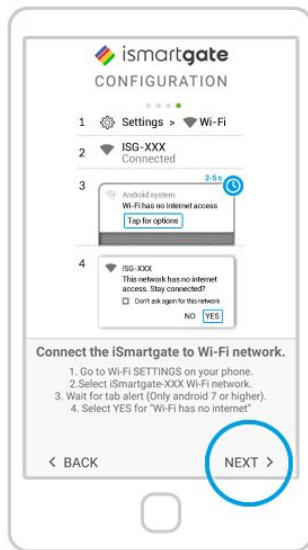 ismartgate
CONFIGURATION
1 Settings > Wi-Fi
2 ISG-XXX
Connected
3 2-5 s
Android system
Wi-Fi has no Internet access
Tap for options
4 ISG-XXX
This network has no internet
access. Stay connected?
Don't ask again for this network
NO YES
Connect the iSmartgate to Wi-Fi network.
1. Go to Wi-Fi SETTINGS on your phone.
2.Select iSmartgate-XXX Wi-Fi network.
3. Wait for tab alert (Only android 7 or higher).
4. Select YES for "Wi-Fi has no internet"
< BACK NEXT >